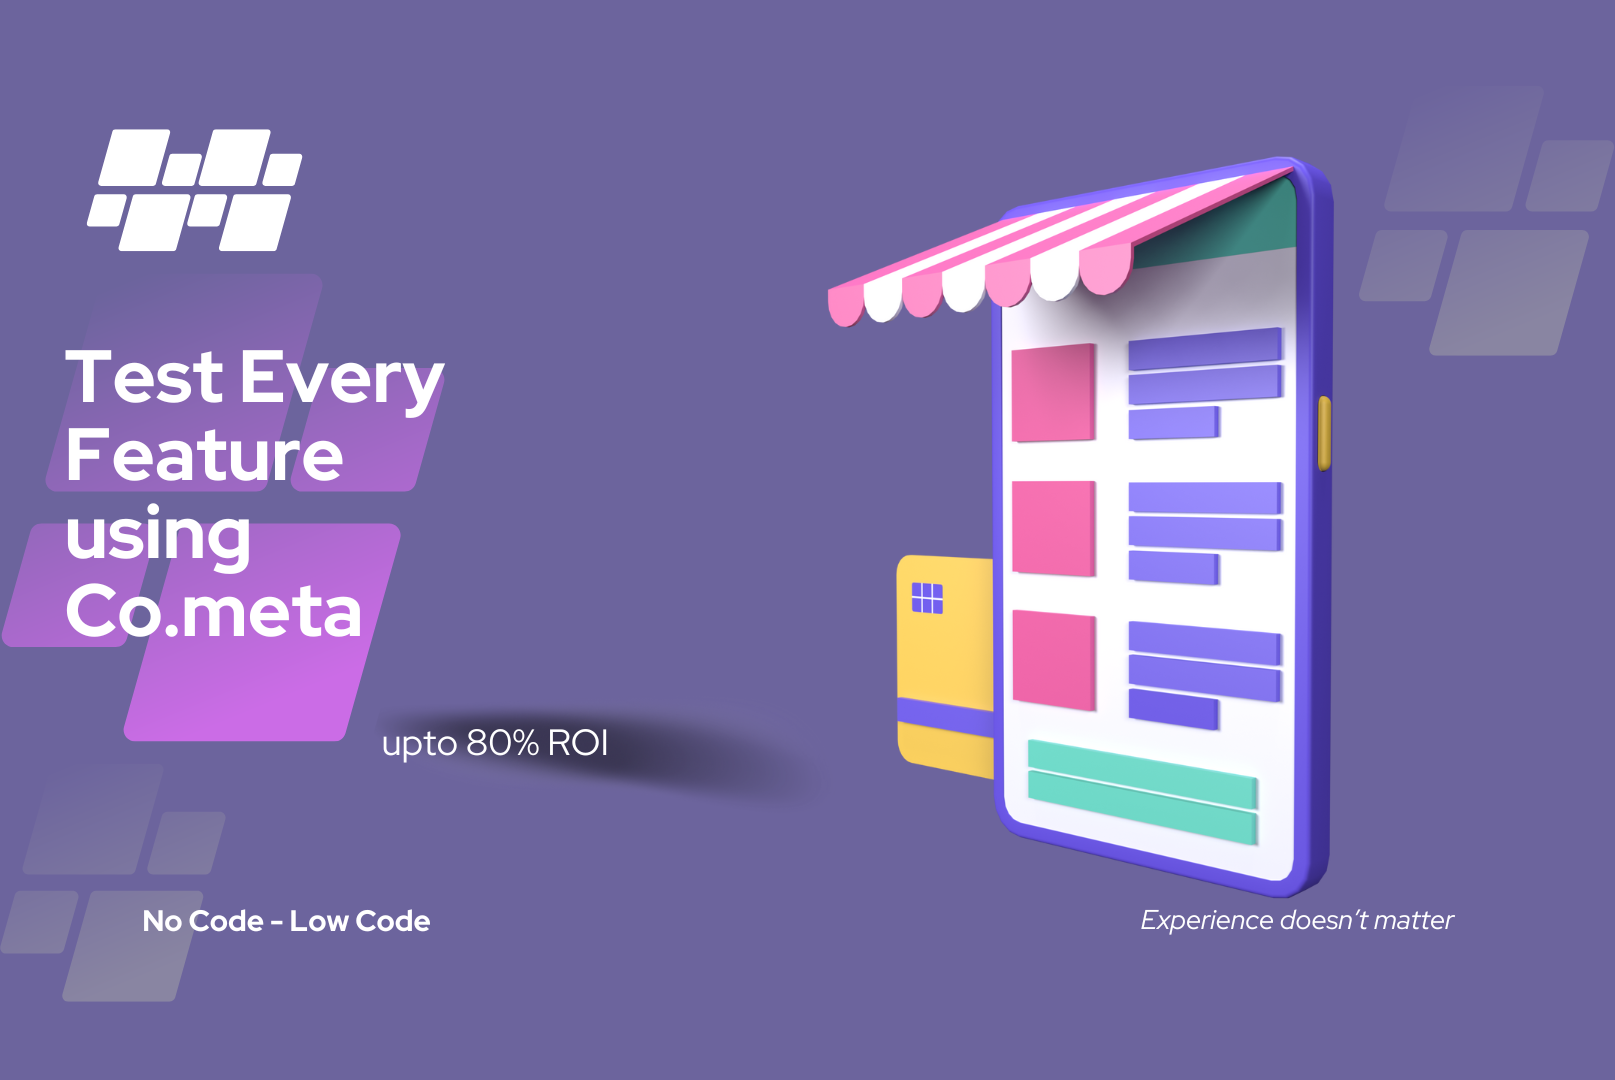 Test Every
Feature
using
Co.meta
upto 80% ROI
No Code - Low Code
Experience doesn't matter